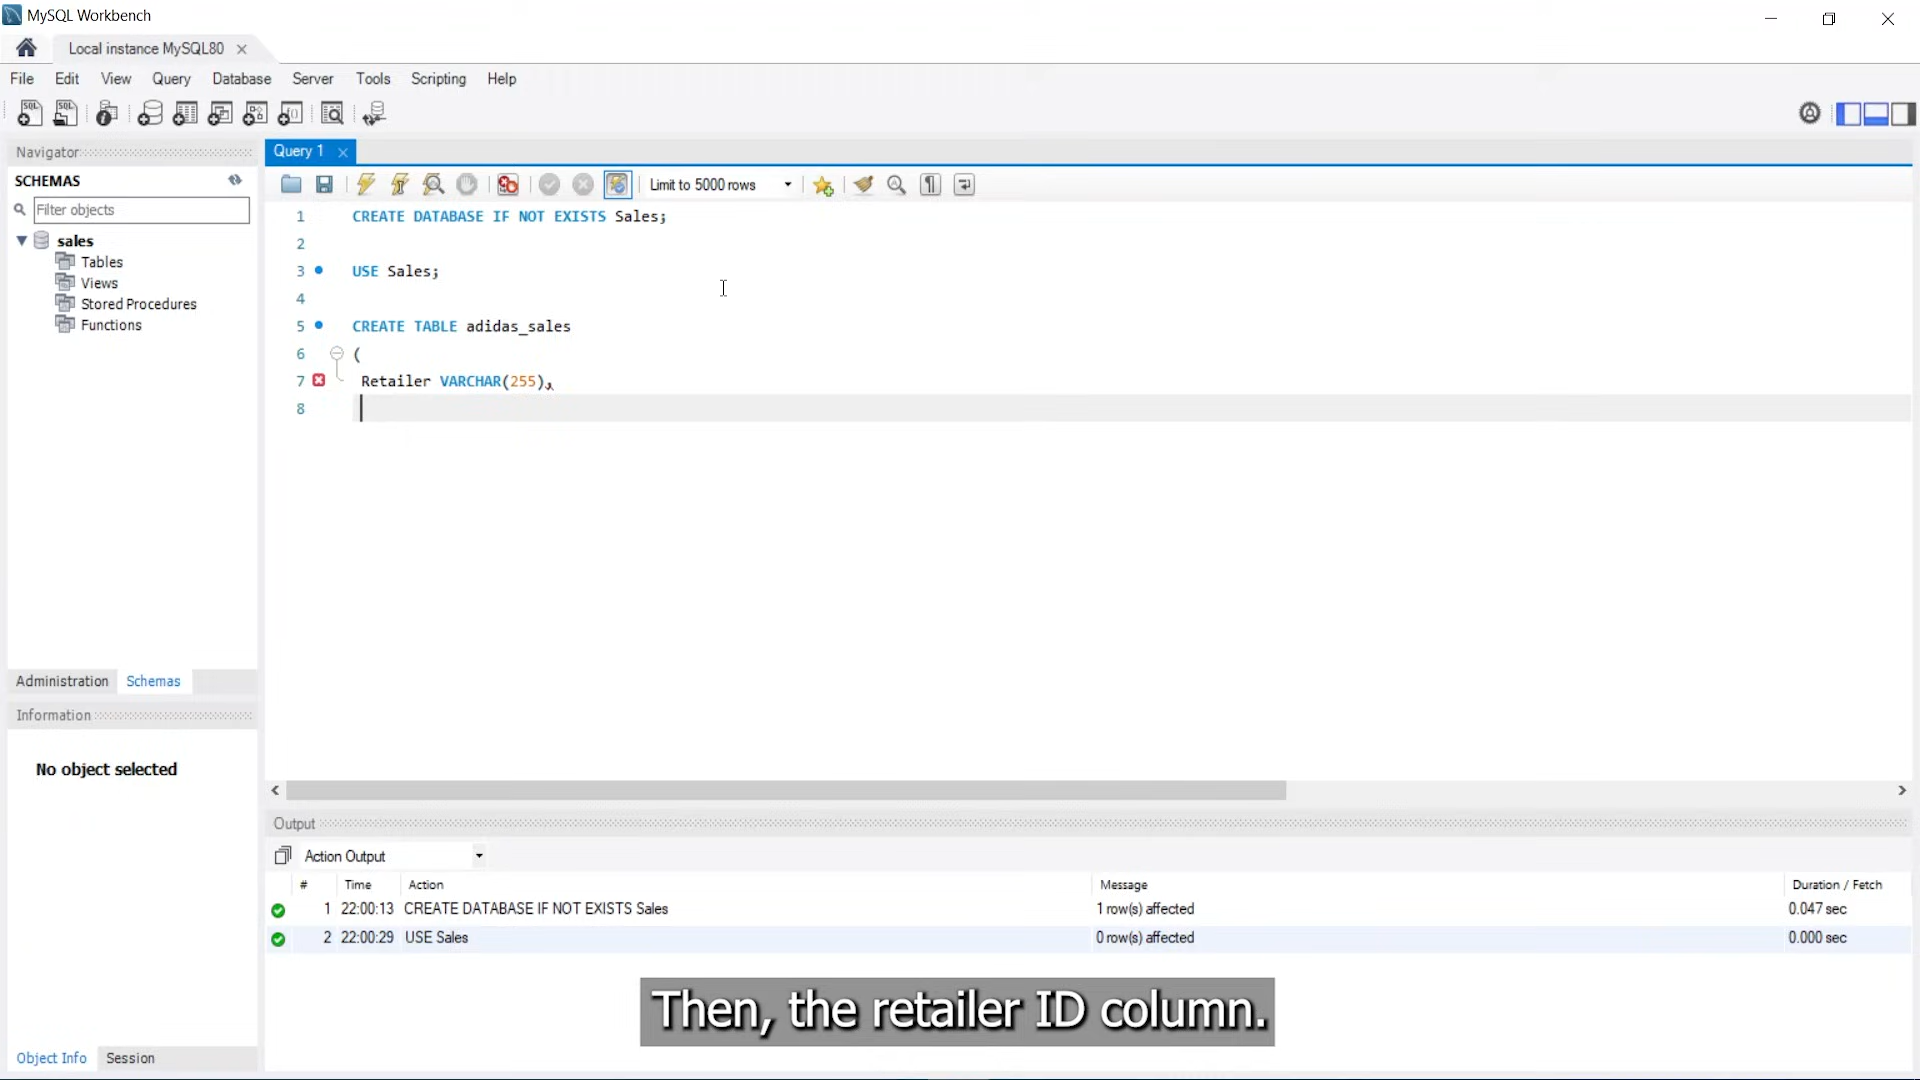 MySQL Workbench
Local instance MySQL80
File Edit View Query Database Server Tools Scripting Help
Navigator
SCHEMAS
Filter objects
sales
Tables
Views
Stored Procedures
Functions
Administration Schemas
Information
No object selected
Object Info Session
Query 1
Limit to 5000 rows
1 CREATE DATABASE IF NOT EXISTS Sales;
2
3 USE Sales;
4
5 CREATE TABLE adidas_sales
6 (
7 Retailer VARCHAR(255),
8
Output
Action Output
# Time Action Message Duration / Fetch
1 22:00:13 CREATE DATABASE IF NOT EXISTS Sales 1 row(s) affected 0.047 sec
2 22:00:29 USE Sales 0 row(s) affected 0.000 sec
Then, the retailer ID column.